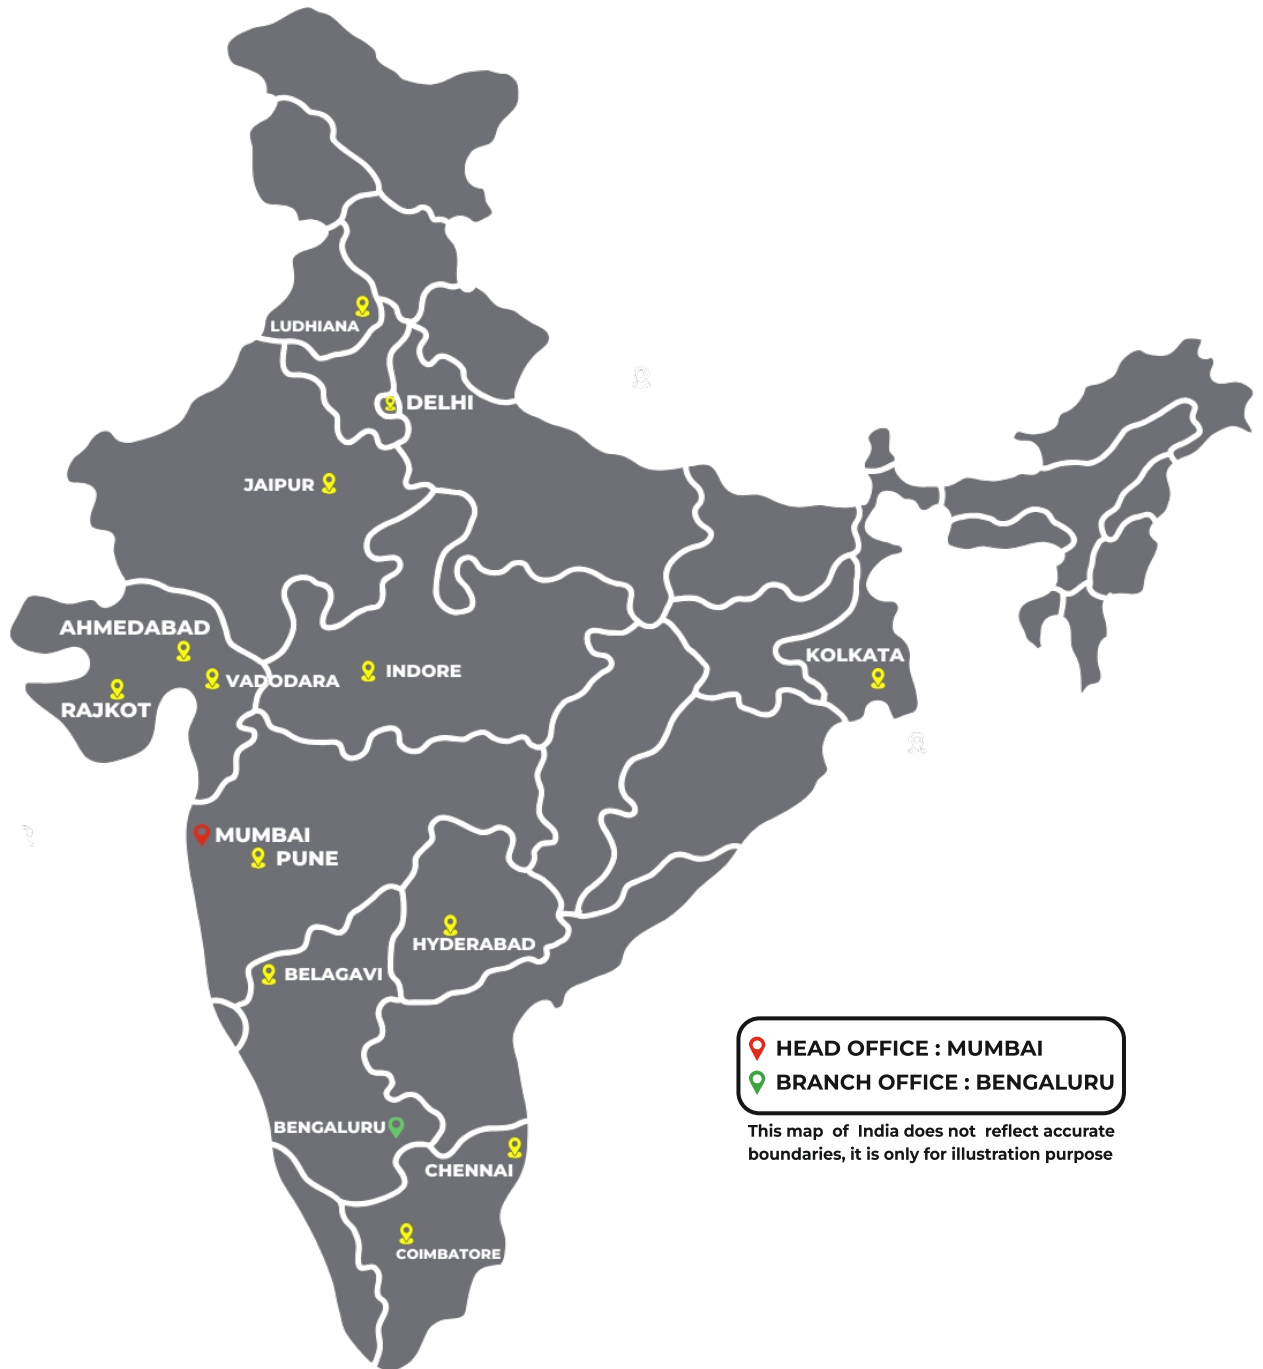 LUDHIANA
DELHI
JAIPUR
AHMEDABAD
VADODARA
INDORE
RAJKOT
KOLKATA
MUMBAI
PUNE
HYDERABAD
BELAGAVI
HEAD OFFICE : MUMBAI
BRANCH OFFICE : BENGALURU
This map of India does not reflect accurate
boundaries, it is only for illustration purpose
BENGALURU
CHENNAI
COIMBATORE